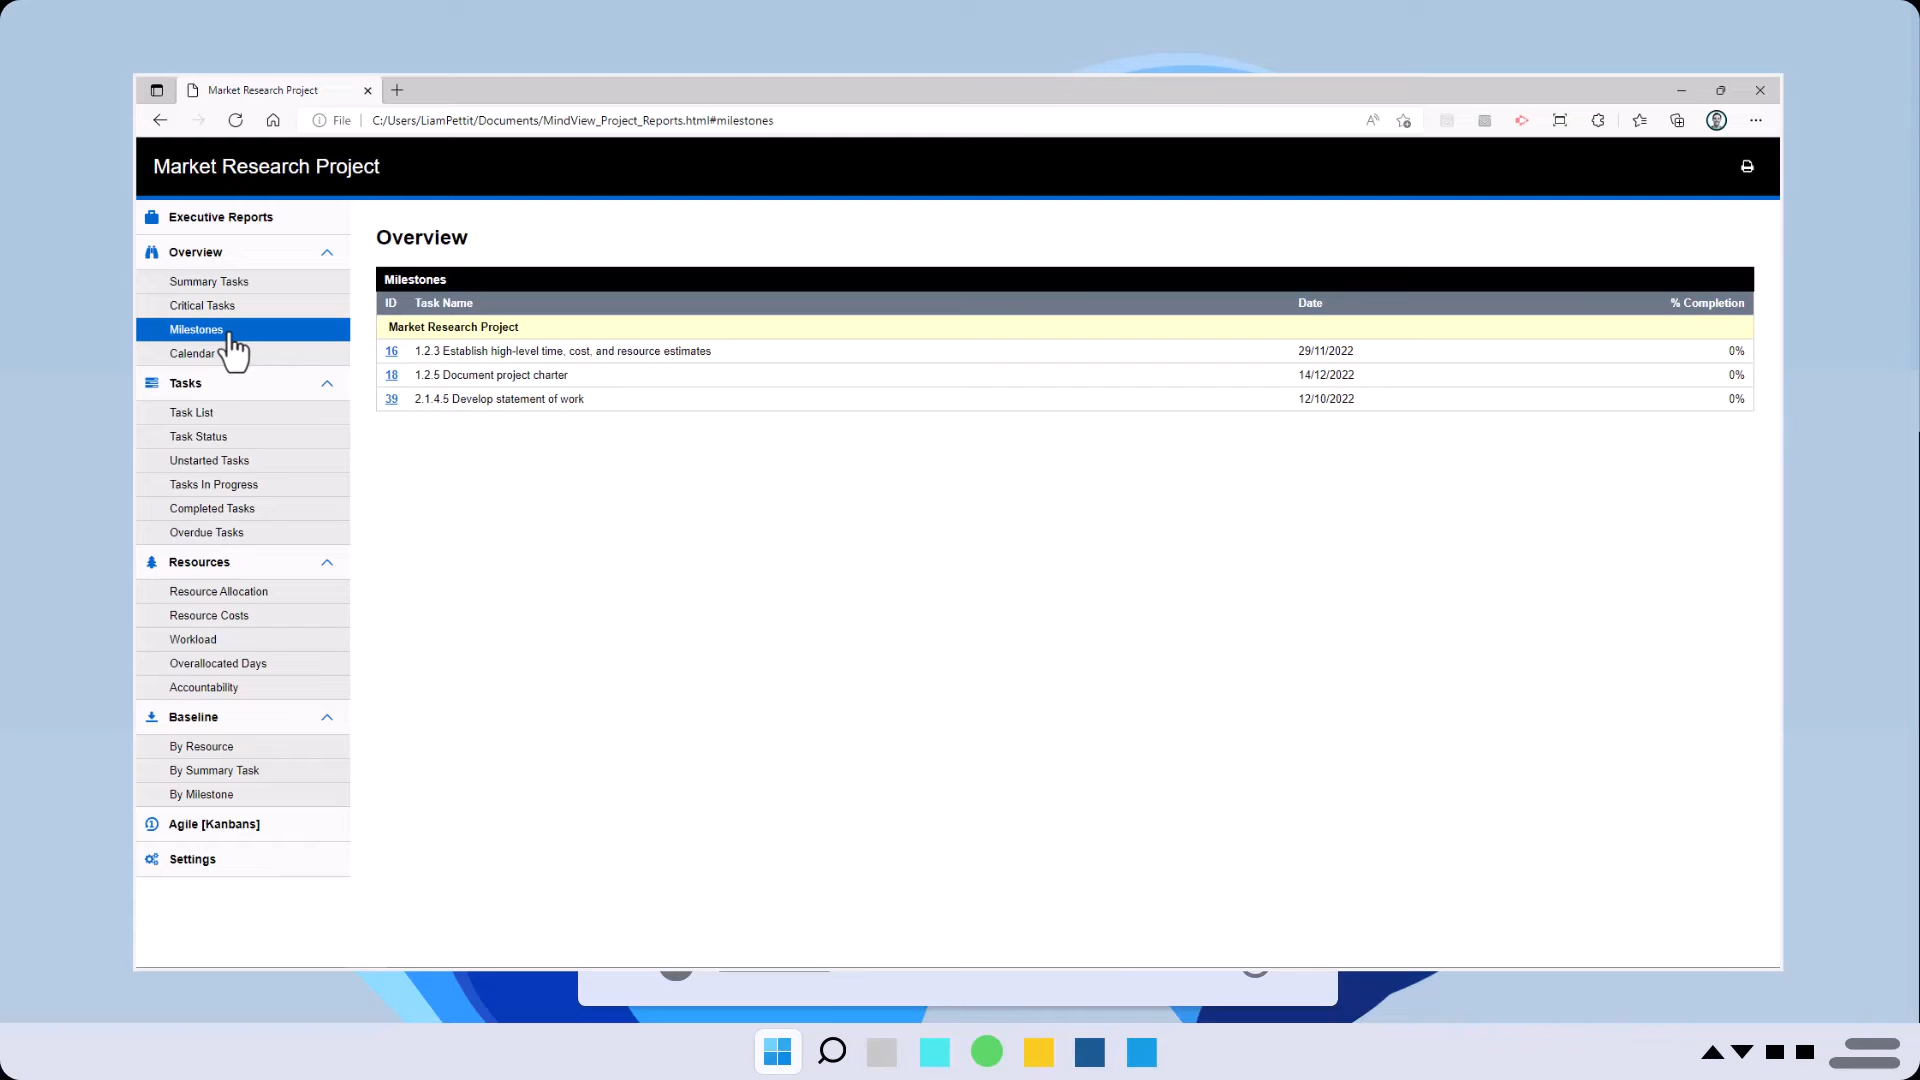 Market Research Project
File C:/Users/LiamPettit/Documents/MindView_Project_Reports.html#milestones
Market Research Project
Executive Reports
Overview
Summary Tasks
Critical Tasks
Milestones
Calendar
Tasks
Task List
Task Status
Unstarted Tasks
Tasks In Progress
Completed Tasks
Overdue Tasks
Resources
Resource Allocation
Resource Costs
Workload
Overallocated Days
Accountability
Baseline
By Resource
By Summary Task
By Milestone
Agile [Kanbans]
Settings
Overview
Milestones
ID Task Name Date % Completion
Market Research Project
16 1.2.3 Establish high-level time, cost, and resource estimates 29/11/2022 0%
18 1.2.5 Document project charter 14/12/2022 0%
39 2.1.4.5 Develop statement of work 12/10/2022 0%